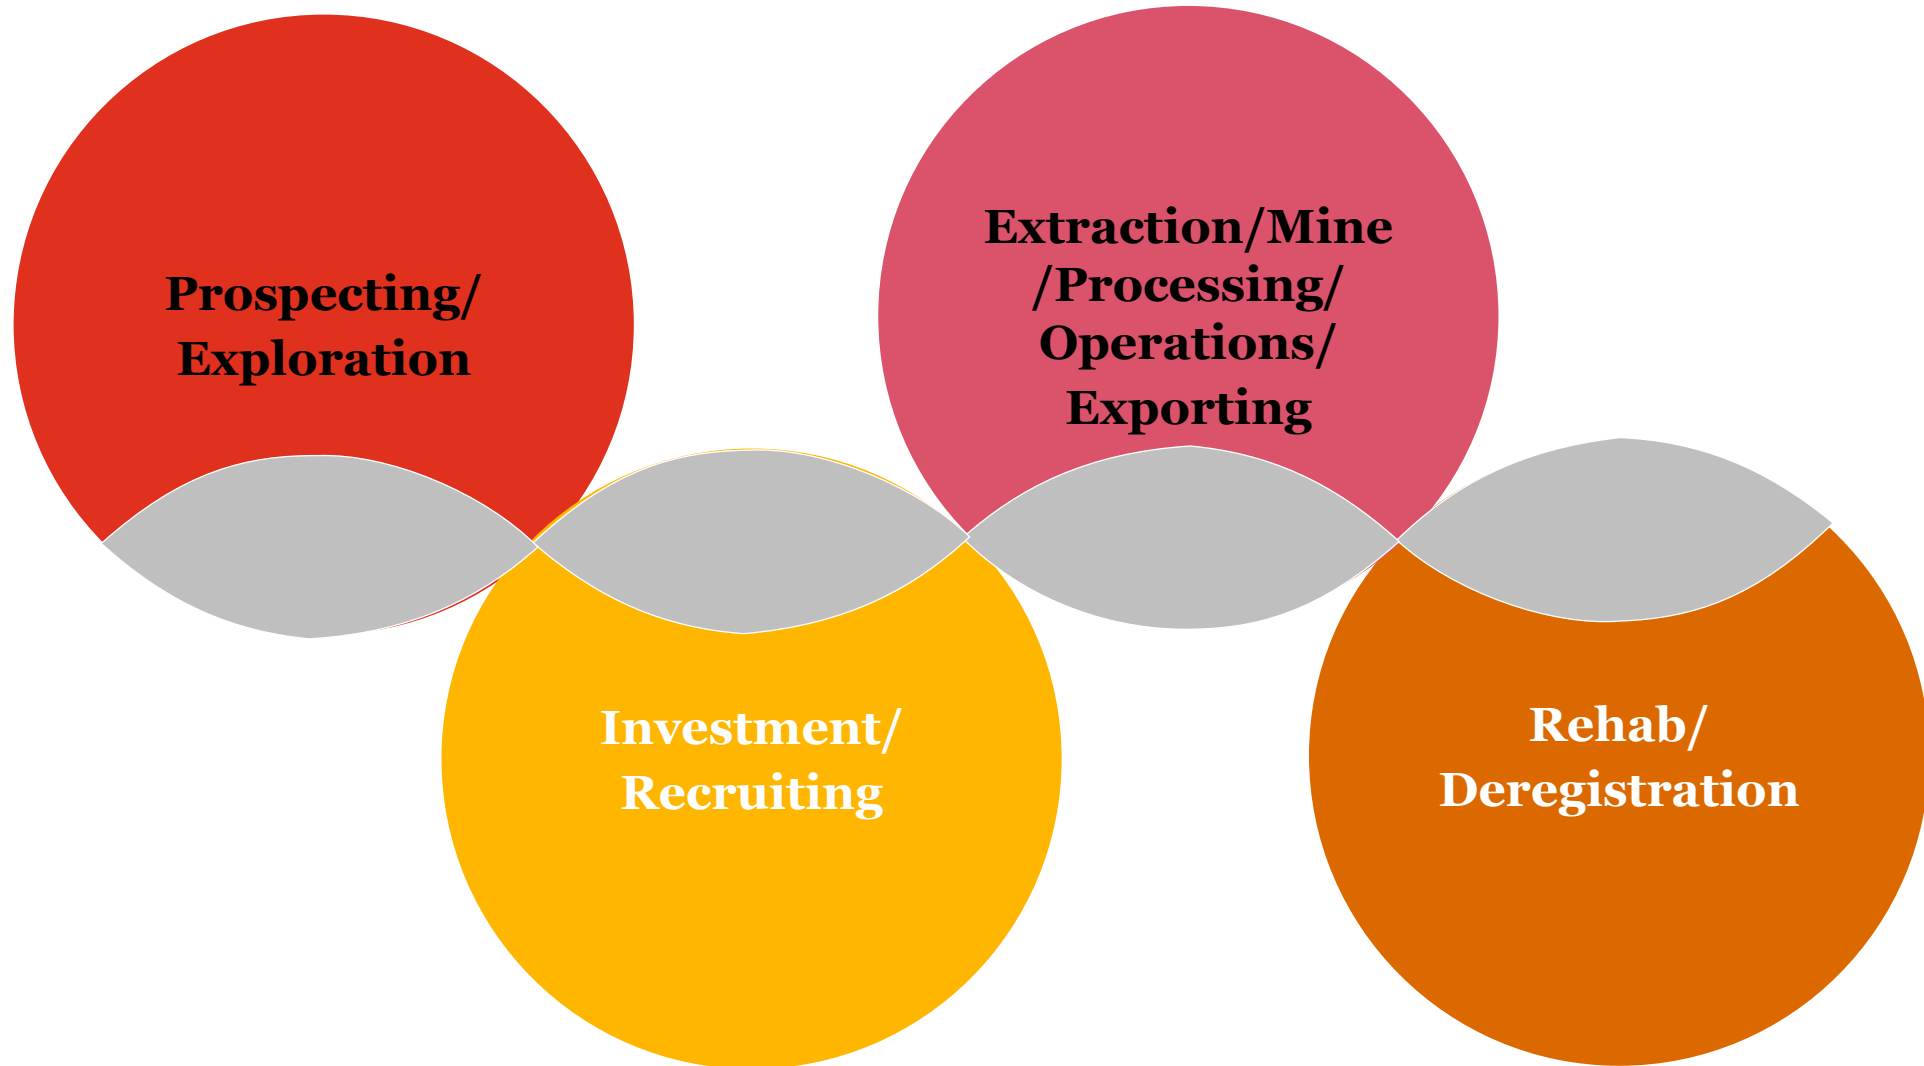 Prospecting/
Exploration
Investment/
Recruiting
Extraction/Mine
/Processing/
Operations/
Exporting
Rehab/
Deregistration